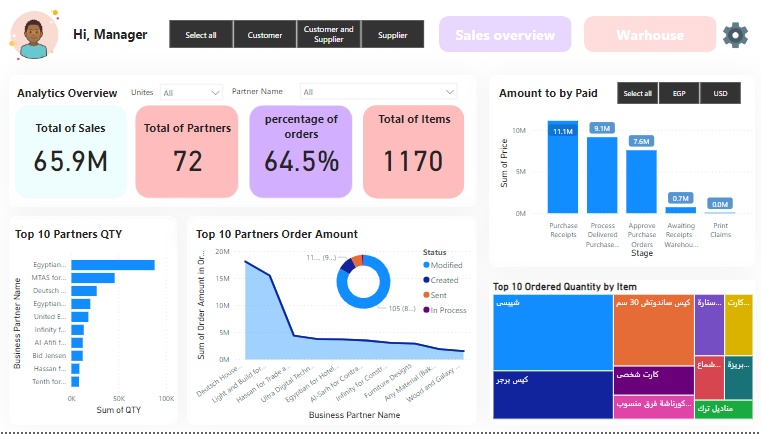 Hi, Manager
Select all
Customer
Customer and
Supplier
Supplier
Sales overview
Warhouse
Analytics Overview
Unites
All
Partner Name
All
Total of Sales
65.9M
Total of Partners
72
percentage of
orders
64.5%
Total of Items
1170
Amount to by Paid
Select all
EGP
USD
Sum of Price
10M
5M
0M
11.1M
9.1M
7.6M
0.7M
0.0M
Purchase
Receipts
Process
Delivered
Purchase...
Approve
Purchase
Orders
Awaiting
Receipts -
Warehou...
Print
Claims
Stage
Top 10 Partners QTY
Business Partner Name
Egyptian...
MTAS for...
Deutsch ...
Egyptian...
United E...
Infinity f...
Al Afifi f...
Bid Jensen
Hassan f...
Tenth for...
0K
50K
100K
Sum of QTY
Top 10 Partners Order Amount
Sum of Order Amount in Or...
20M
15M
10M
5M
0M
11... (9...)
105 (8...)
Status
Modified
Created
Sent
In Process
Deutsch House...
Light and Build for...
Hassan for Trade a...
Ultra Digital Techn...
Egyptian for Hotel...
Al-Sarh for Contra...
Infinity for Constr...
Furniture Designs
Any Material (Bak...
Wood and Galaxy ...
Business Partner Name
Top 10 Ordered Quantity by Item
شيبسى
كيس برجر
كيس ساندوتش 30 سم
كارت شخصى
كورناشة فرق منسوب...
ستارة...
كارت...
شماع...
بريزة...
مناديل ترك